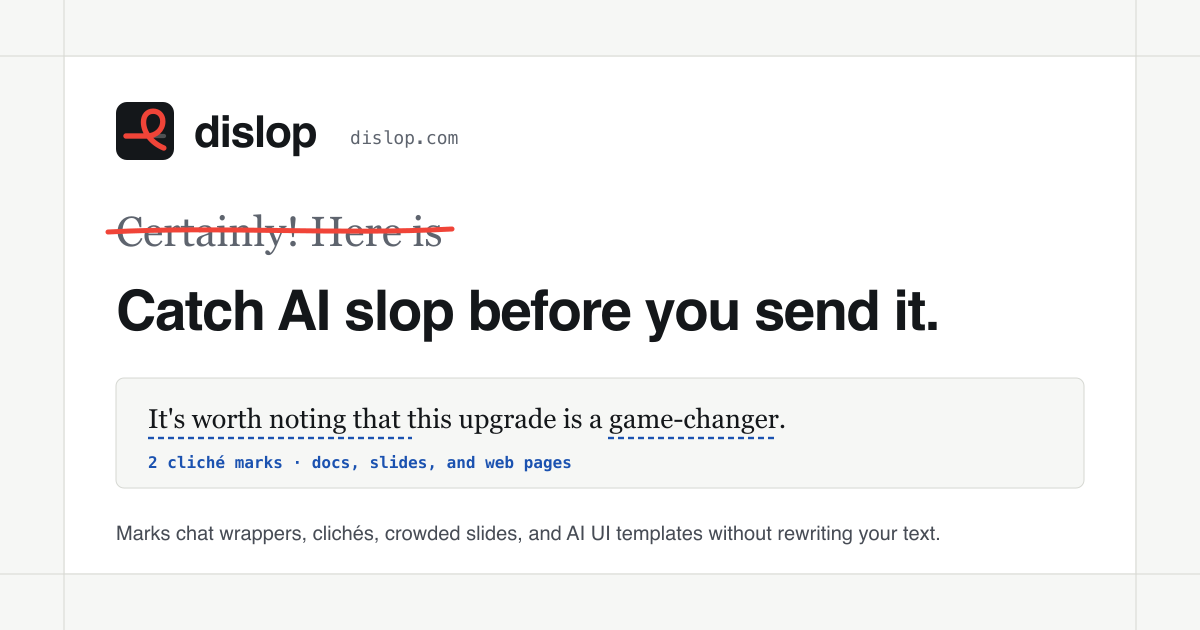 dislop dislop.com
Certainly! Here is
Catch AI slop before you send it.
It's worth noting that this upgrade is a game-changer.
2 cliché marks · docs, slides, and web pages
Marks chat wrappers, clichés, crowded slides, and AI UI templates without rewriting your text.